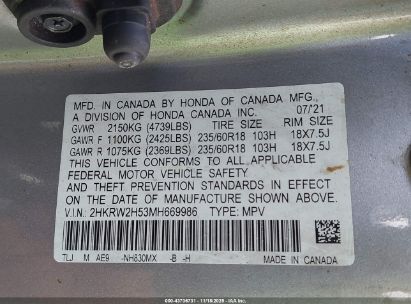 MFD. IN CANADA BY HONDA OF CANADA MFG.,
A DIVISION OF HONDA CANADA INC. 07/'21
GVWR 2150KG (4739LBS) TIRE SIZE RIM SIZE
GAWR F 1100KG (2425LBS) 235/60R18 103H 18X7.5J
GAWR R 1075KG (2369LBS) 235/60R18 103H 18X7.5J
THIS VEHICLE CONFORMS TO ALL APPLICABLE
FEDERAL MOTOR VEHICLE SAFETY
AND THEFT PREVENTION STANDARDS IN EFFECT
ON THE DATE OF MANUFACTURE SHOWN ABOVE.
V.I.N: 2HKRW2H53MH669986 TYPE: MPV
TLJ M AE9 -NH830MX -B -H MADE IN CANADA